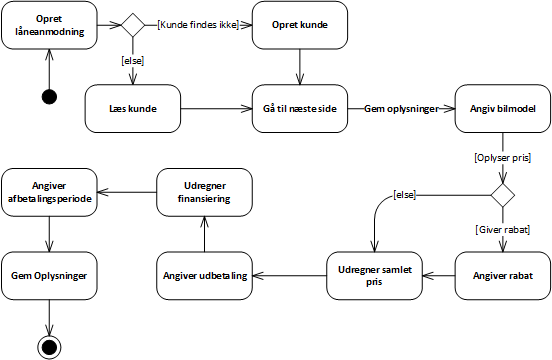 Opret
låneanmodning
[Kunde findes ikke]
Opret kunde
[else]
Læs kunde
Gå til næste side
Gem oplysninger
Angiv bilmodel
[Oplyser pris]
[else]
[Giver rabat]
Angiver rabat
Udregner samlet
pris
Angiver udbetaling
Udregner
finansiering
Angiver
afbetalingsperiode
Gem Oplysninger